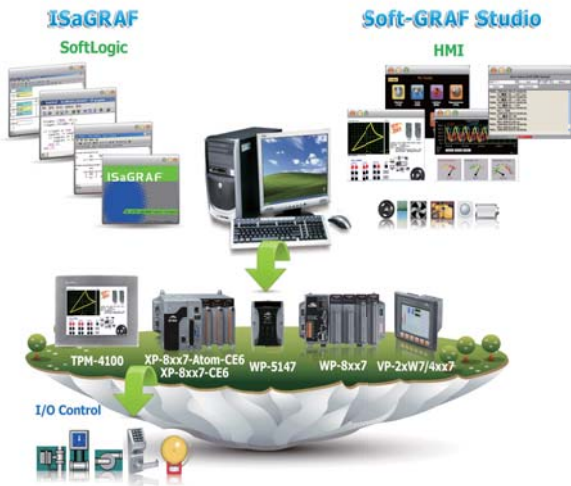 ISaGRAF
Soft-GRAF Studio
SoftLogic
HMI
ISaGRAF
TPM-4100
XP-8xx7-Atom-CE6
XP-8xx7-CE6
WP-5147
WP-8xx7
VP-2xW7/4xx7
I/O Control